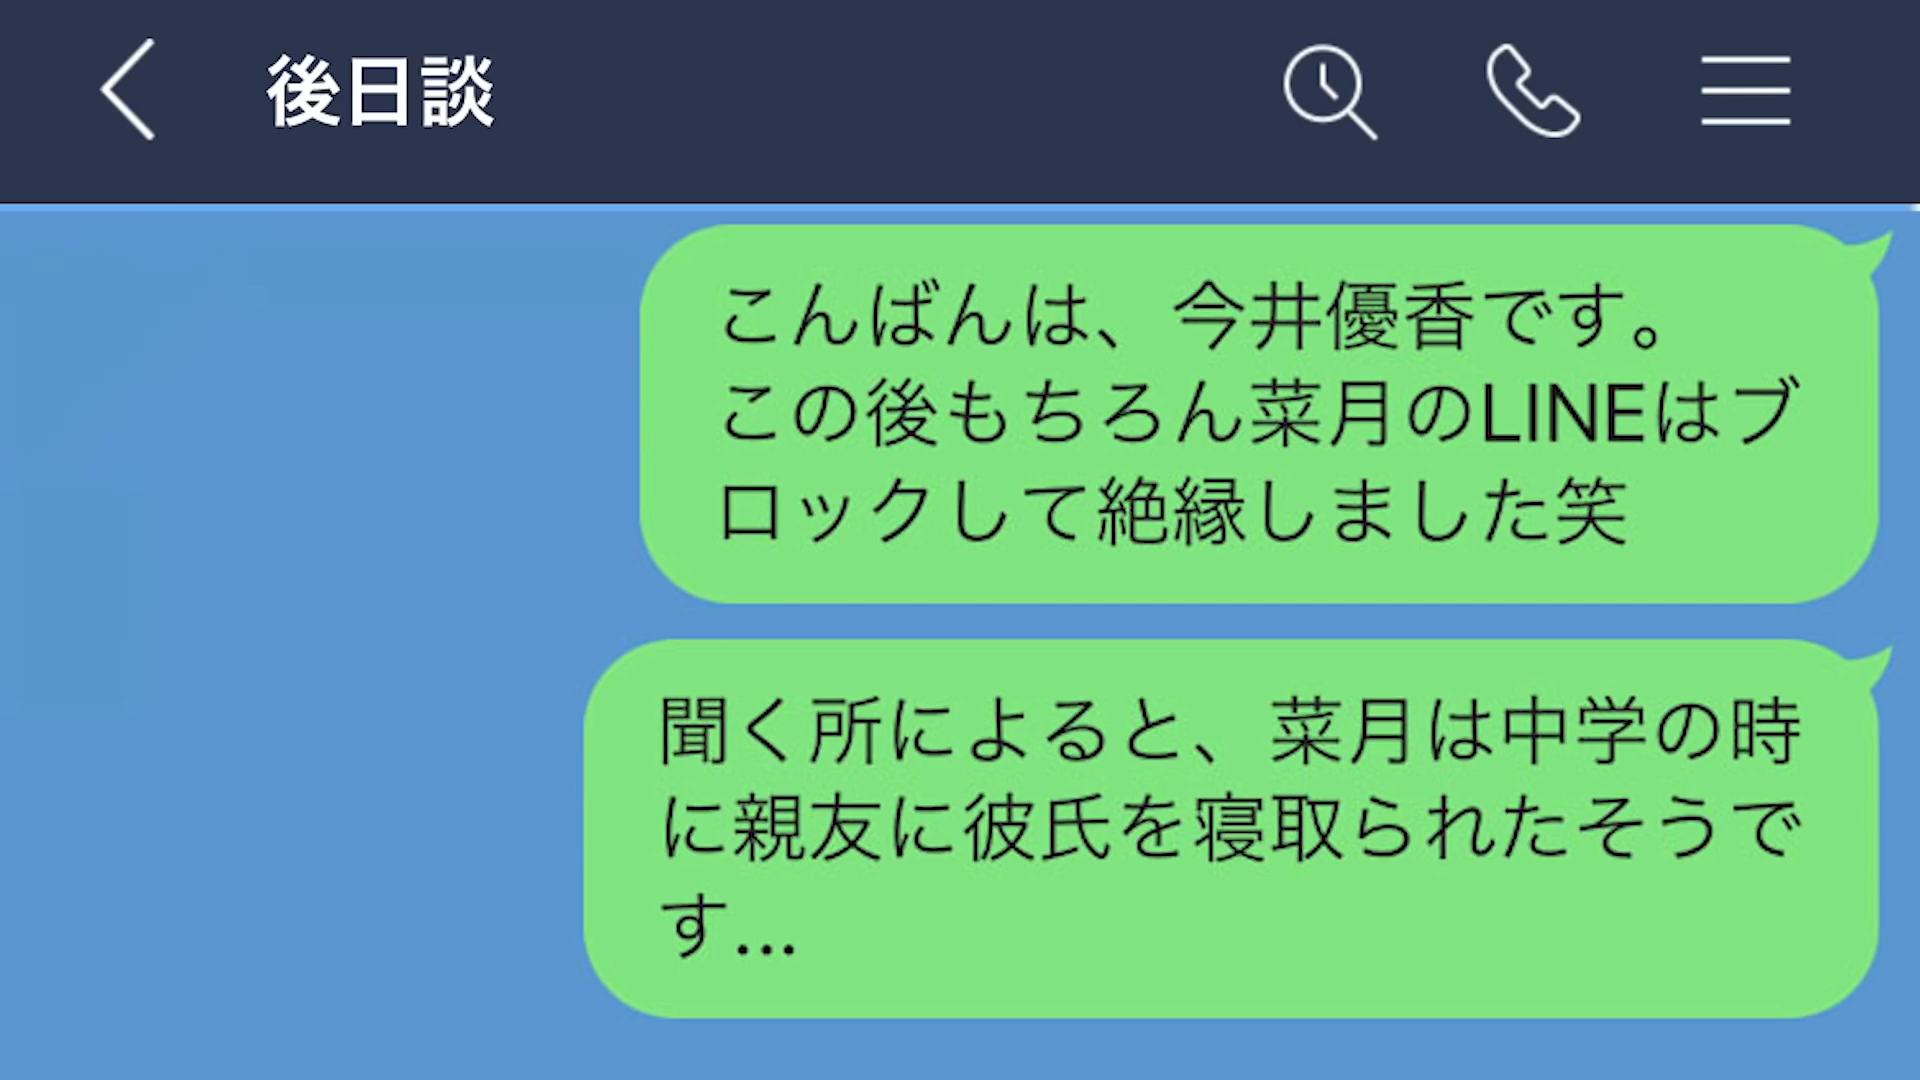 後日談
こんばんは、今井優香です。
この後もちろん菜月のLINEはブ
ロックして絶縁しました笑
聞く所によると、菜月は中学の時
に親友に彼氏を寝取られたそうで
す...